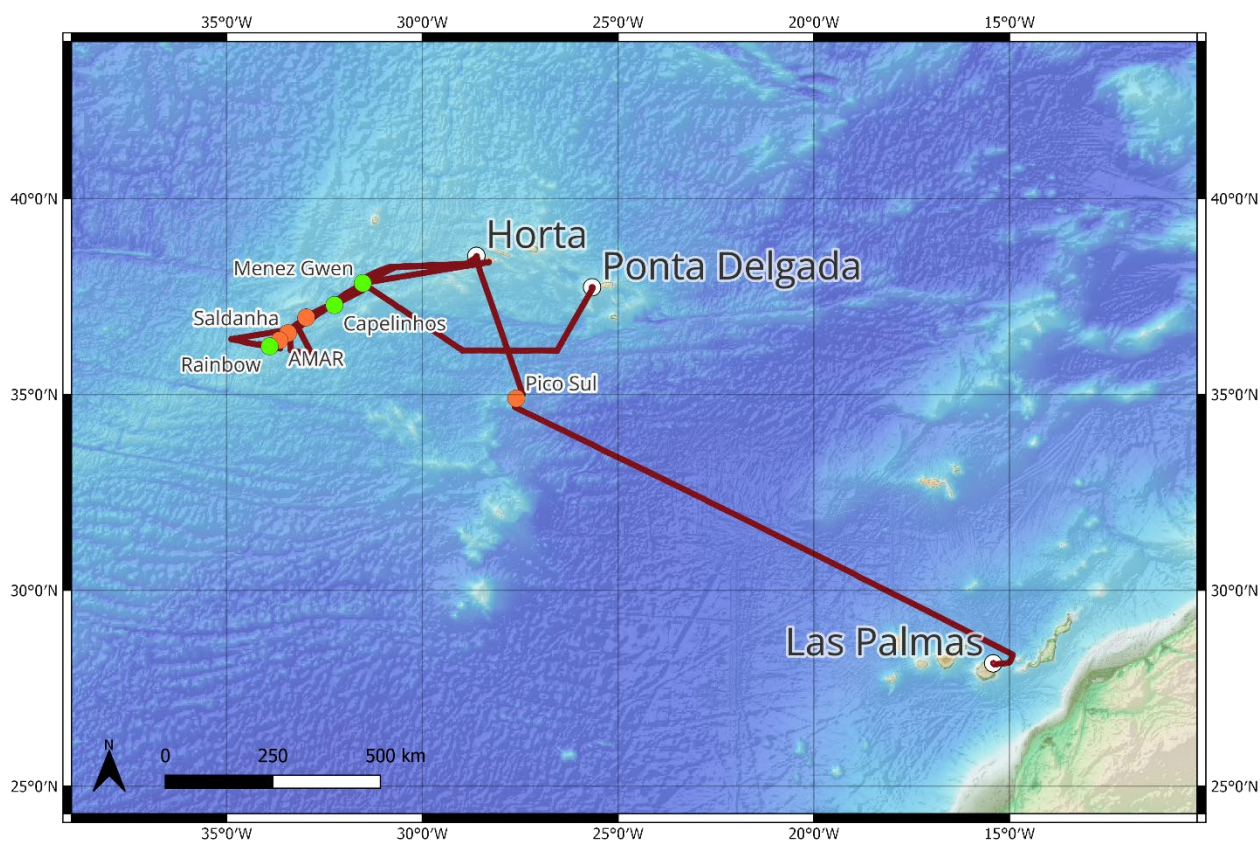 35°0'W 30°0'W 25°0'W 20°0'W 15°0'W
40°0'N 40°0'N
Horta
Menez Gwen
Ponta Delgada
Saldanha
Capelinhos
Rainbow
AMAR
Pico Sul
35°0'N 35°0'N
30°0'N 30°0'N
Las Palmas
N
0 250 500 km
25°0'N 25°0'N
35°0'W 30°0'W 25°0'W 20°0'W 15°0'W